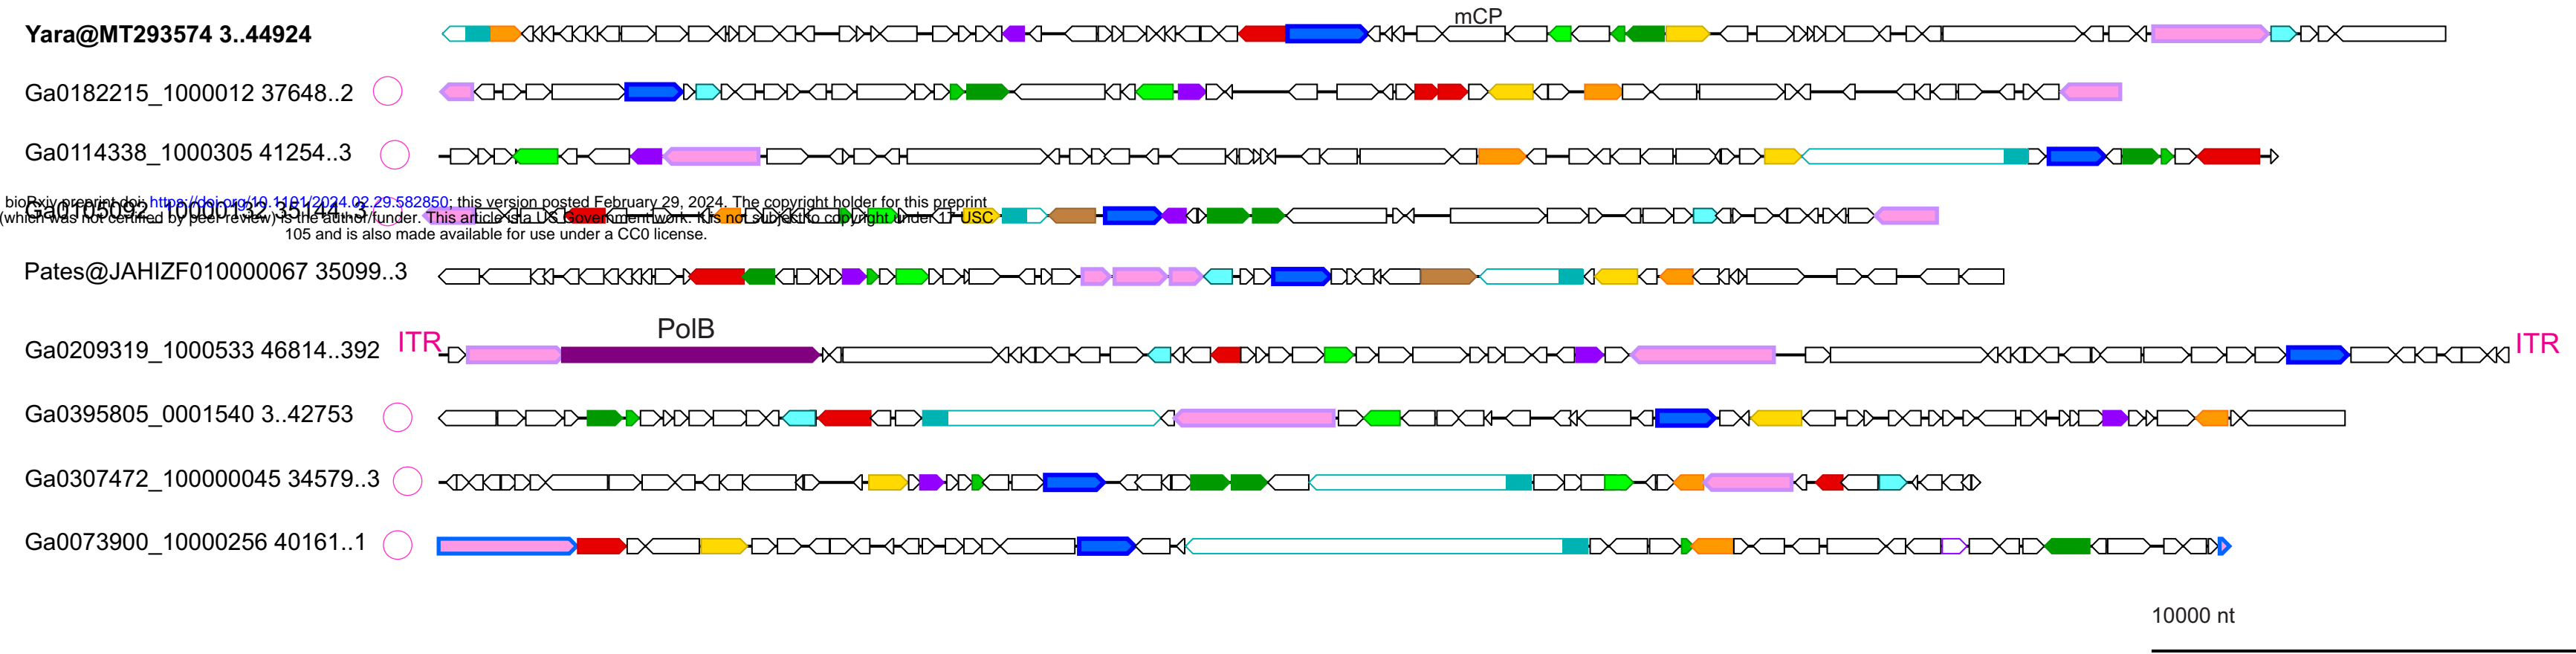 mCP
Yara@MT293574 3..44924
Ga0182215_1000012 37648..2
Ga0114338_1000305 41254..3
bioRxiv preprint doi: https://doi.org/10.1101/2024.02.29.582850; this version posted February 29, 2024. The copyright holder for this preprint
Ga0105092_10000132 35144..3
(which was not certified by peer review) is the author/funder. This article is a US Government work. It is not subject to copyright under 17 USC
105 and is also made available for use under a CC0 license.
Pates@JAHIZF010000067 35099..3
PolB
Ga0209319_1000533 46814..392 ITR ITR
Ga0395805_0001540 3..42753
Ga0307472_100000045 34579..3
Ga0073900_10000256 40161..1
10000 nt